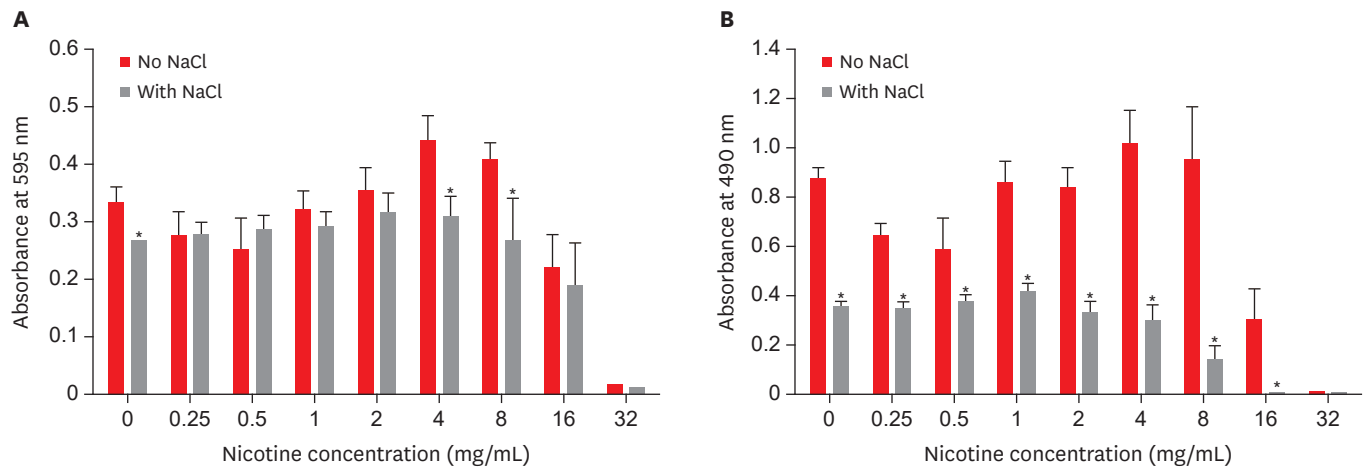 A
0.6
0.5
0.4
0.3
0.2
0.1
0
Absorbance at 595 nm
No NaCl
With NaCl
*
*
*
0 0.25 0.5 1 2 4 8 16 32
Nicotine concentration (mg/mL)
B
1.4
1.2
1.0
0.8
0.6
0.4
0.2
0
Absorbance at 490 nm
No NaCl
With NaCl
*
*
*
*
*
*
*
*
0 0.25 0.5 1 2 4 8 16 32
Nicotine concentration (mg/mL)